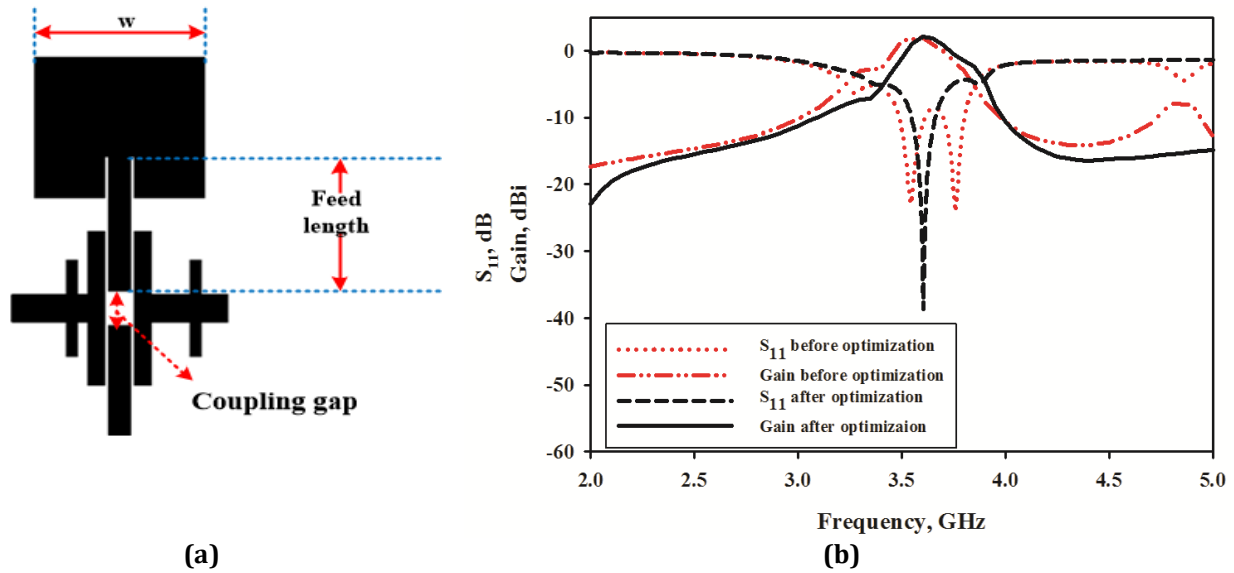 w
Feed
length
Coupling gap
(a)
S11, dB
Gain, dBi
0
-10
-20
-30
-40
-50
-60
S11 before optimization
Gain before optimization
S11 after optimization
Gain after optimizaion
2.0 2.5 3.0 3.5 4.0 4.5 5.0
Frequency, GHz
(b)